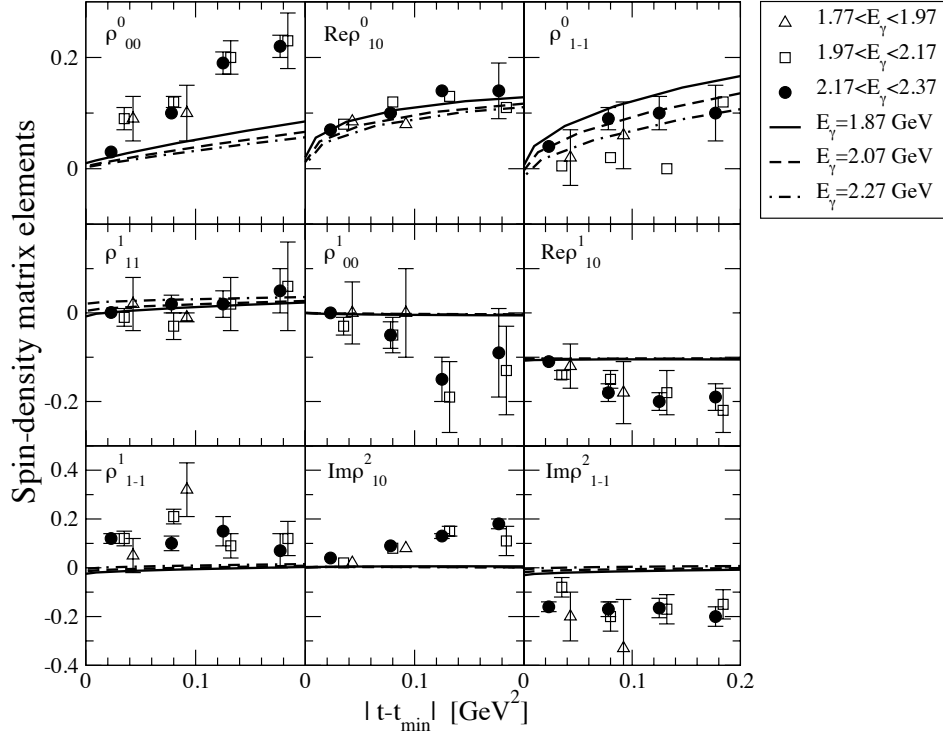 ρ⁰₀₀
Reρ⁰₁₀
ρ⁰₁₋₁
1.77<E_γ<1.97
1.97<E_γ<2.17
2.17<E_γ<2.37
E_γ=1.87 GeV
E_γ=2.07 GeV
E_γ=2.27 GeV
0.2
0
ρ¹₁₁
ρ¹₀₀
Reρ¹₁₀
0
-0.2
ρ¹₁₋₁
Imρ²₁₀
Imρ²₁₋₁
0.4
0.2
0
-0.2
-0.4
0 0.1 0 0.1 0 0.1 0.2
|t-t_min| [GeV²]
Spin-density matrix elements